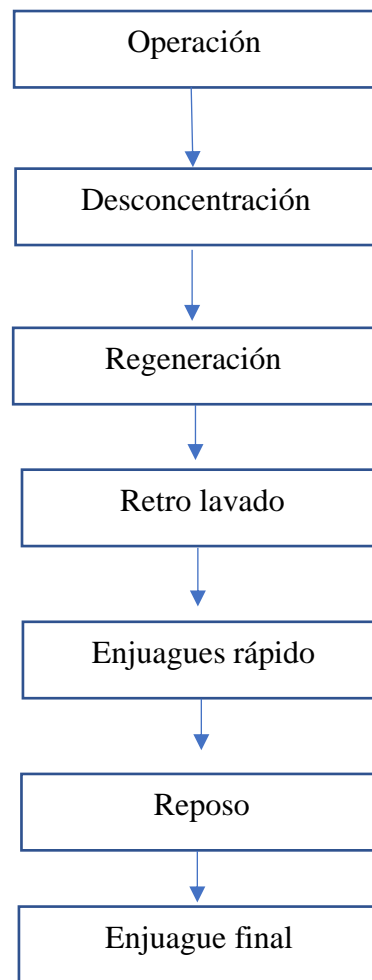 Operación
Desconcentración
Regeneración
Retro lavado
Enjuagues rápido
Reposo
Enjuague final